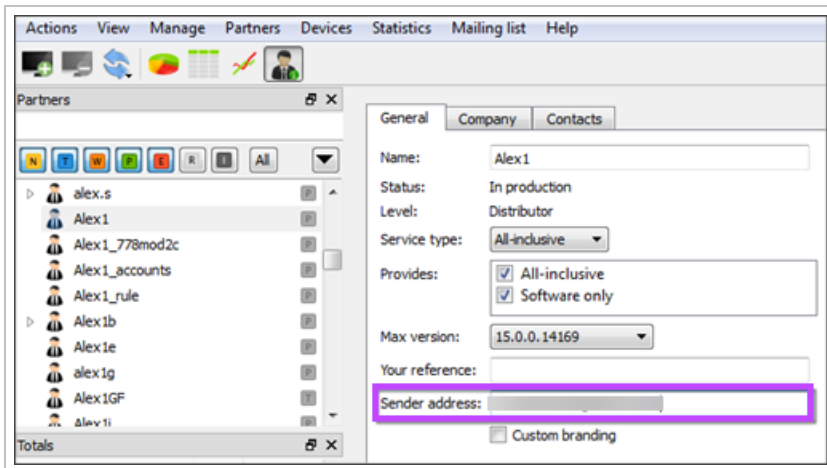 Actions View Manage Partners Devices Statistics Mailing list Help
Partners
N T W P E R I All
alex.s P
Alex1 P
Alex1_778mod2c P
Alex1_accounts P
Alex1_rule P
Alex1b P
Alex1e P
alex1g P
Alex1GF T
Alex1i
Totals
General Company Contacts
Name: Alex1
Status: In production
Level: Distributor
Service type: All-inclusive
Provides: All-inclusive
Software only
Max version: 15.0.0.14169
Your reference:
Sender address:
Custom branding